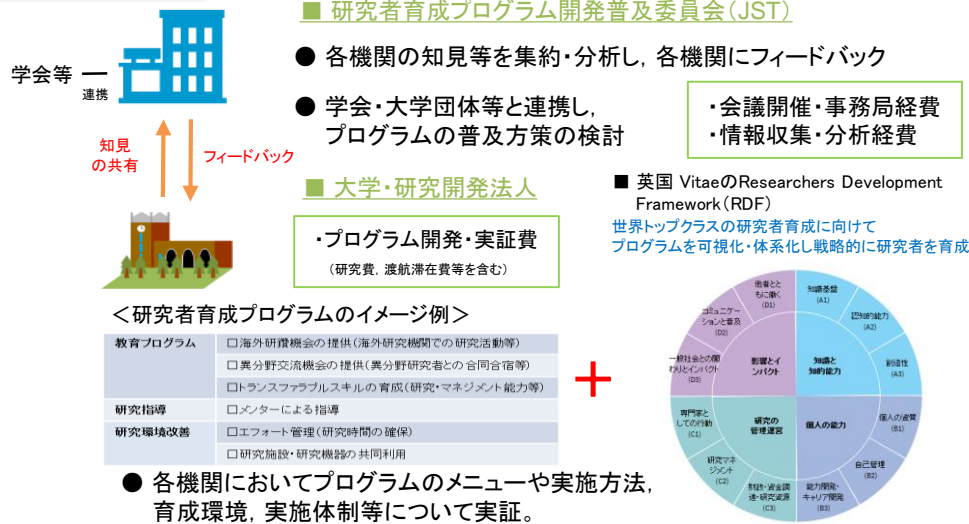 ■ 研究者育成プログラム開発普及委員会(JST)
学会等
連携
● 各機関の知見等を集約・分析し,各機関にフィードバック
● 学会・大学団体等と連携し,
プログラムの普及方策の検討
・会議開催・事務局経費
・情報収集・分析経費
知見
の共有
フィードバック
■ 大学・研究開発法人
・プログラム開発・実証費
(研究費,渡航滞在費等を含む)
■ 英国 VitaeのResearchers Development
Framework(RDF)
世界トップクラスの研究者育成に向けて
プログラムを可視化・体系化し戦略的に研究者を育成
<研究者育成プログラムのイメージ例>
教育プログラム □海外研鑽機会の提供(海外研究機関での研究活動等)
□異分野交流機会の提供(異分野研究者との合同合宿等)
□トランスファラブルスキルの育成(研究・マネジメント能力等)
研究指導 □メンターによる指導
研究環境改善 □エフォート管理(研究時間の確保)
□研究施設・研究機器の共同利用
+
他者とと
もに働く
(D1)
知識基盤
(A1)
コミュニケー
ションと普及
(D2)
認知的能力
(A2)
一般社会との関
わりとインパクト
(D3)
影響とイ
ンパクト
知識と
知的能力
創造性
(A3)
専門家と
しての行動
(C1)
研究の
管理運営
個人の能力
個人の資質
(B1)
研究マネ
ジメント
(C2)
自己管理
(B2)
財政・資金調
達・研究資源
(C3)
能力開発・
キャリア開発
(B3)
● 各機関においてプログラムのメニューや実施方法,
育成環境,実施体制等について実証。